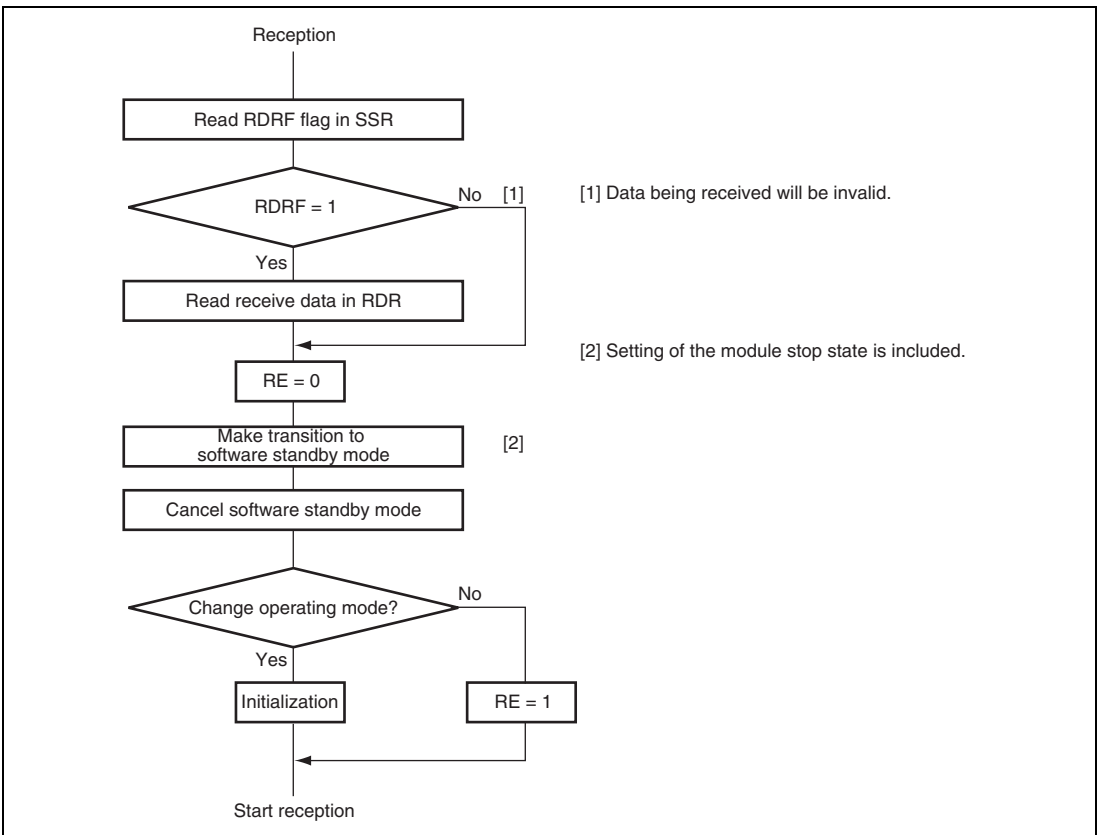 Reception
Read RDRF flag in SSR
RDRF = 1
No [1]
[1] Data being received will be invalid.
Yes
Read receive data in RDR
[2] Setting of the module stop state is included.
RE = 0
Make transition to
software standby mode
[2]
Cancel software standby mode
Change operating mode?
No
Yes
Initialization
RE = 1
Start reception